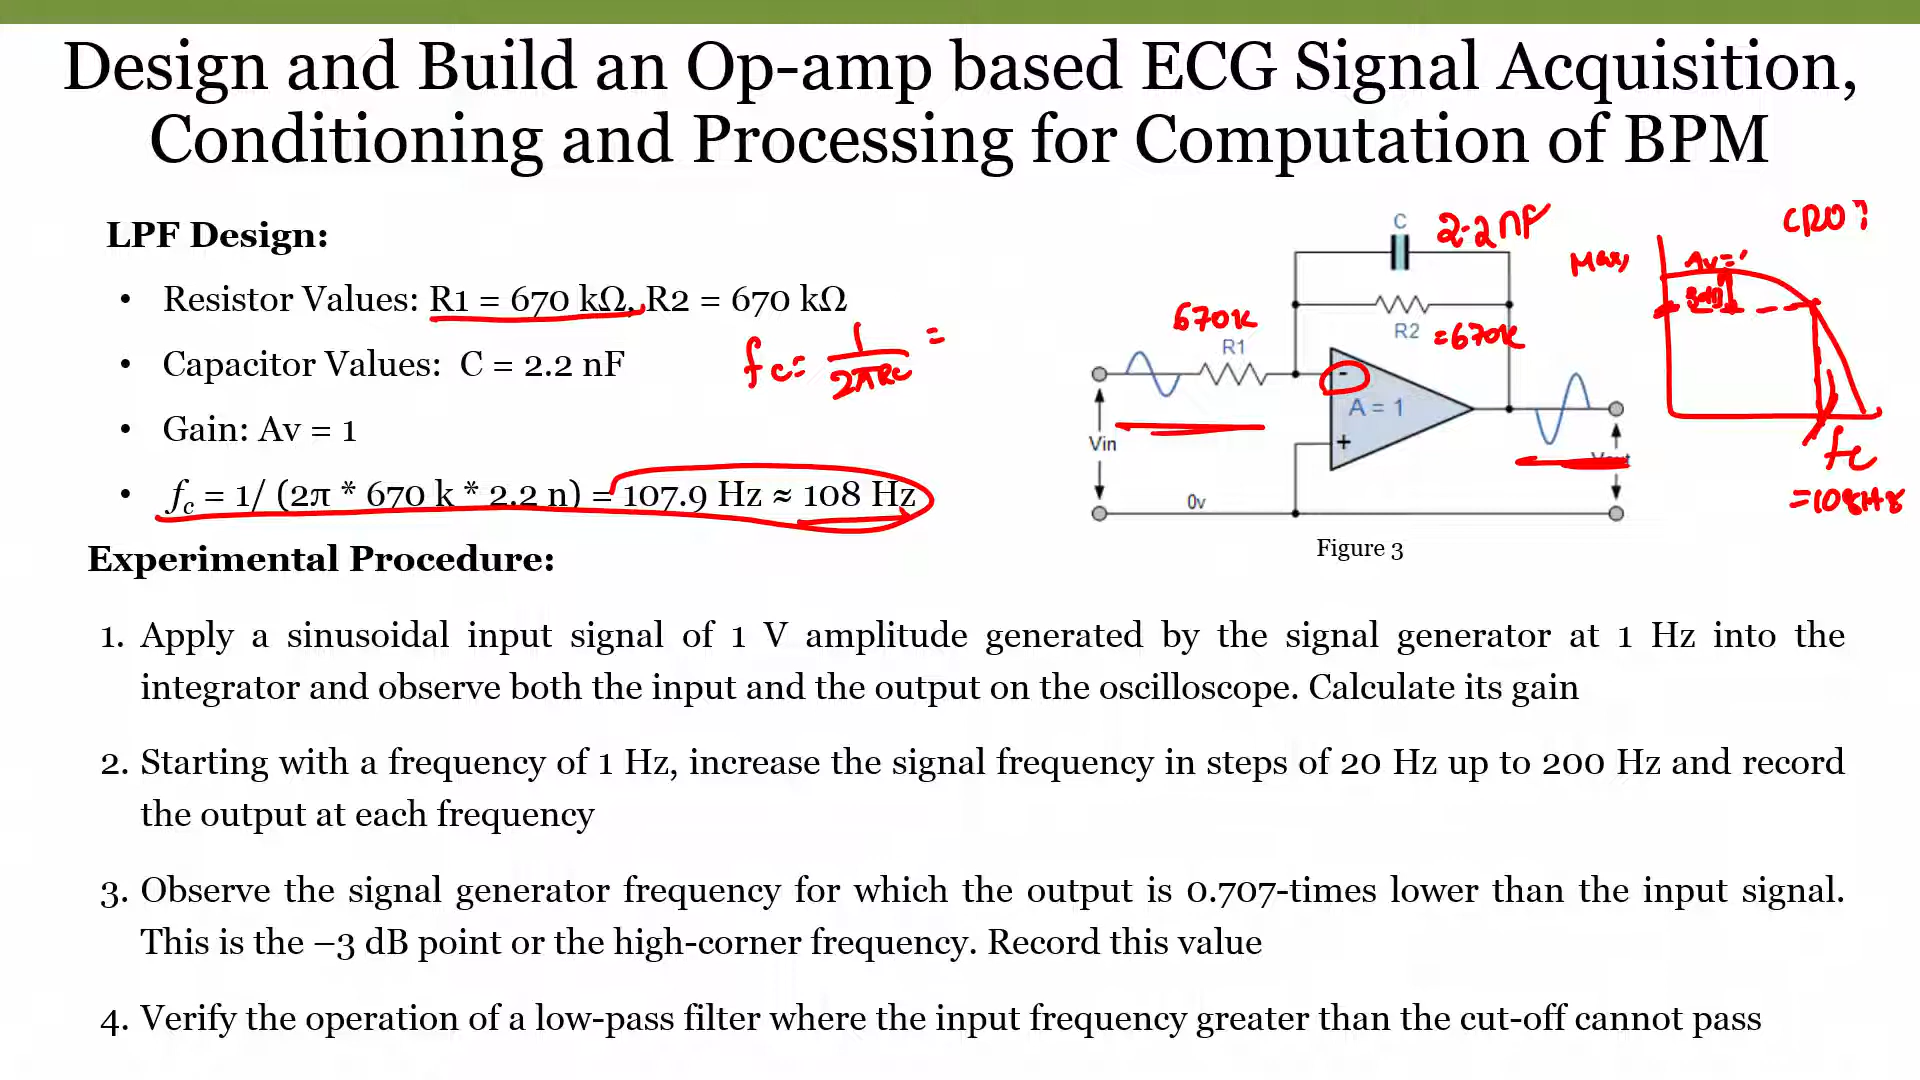 Design and Build an Op-amp based ECG Signal Acquisition,
Conditioning and Processing for Computation of BPM
LPF Design:
• Resistor Values: R1 = 670 kΩ, R2 = 670 kΩ
• Capacitor Values:  C = 2.2 nF
• Gain: Av = 1
• fc = 1/ (2π * 670 k * 2.2 n) = 107.9 Hz ≈ 108 Hz
fc = 1/2πRC =
C 2.2 nF
670K
R1
R2 = 670K
-
A = 1
+
Vin
0v
Figure 3
CRO?
Max,
Av =
3dB
fc
= 108Hz
Experimental Procedure:
1. Apply a sinusoidal input signal of 1 V amplitude generated by the signal generator at 1 Hz into the
integrator and observe both the input and the output on the oscilloscope. Calculate its gain
2. Starting with a frequency of 1 Hz, increase the signal frequency in steps of 20 Hz up to 200 Hz and record
the output at each frequency
3. Observe the signal generator frequency for which the output is 0.707-times lower than the input signal.
This is the –3 dB point or the high-corner frequency. Record this value
4. Verify the operation of a low-pass filter where the input frequency greater than the cut-off cannot pass